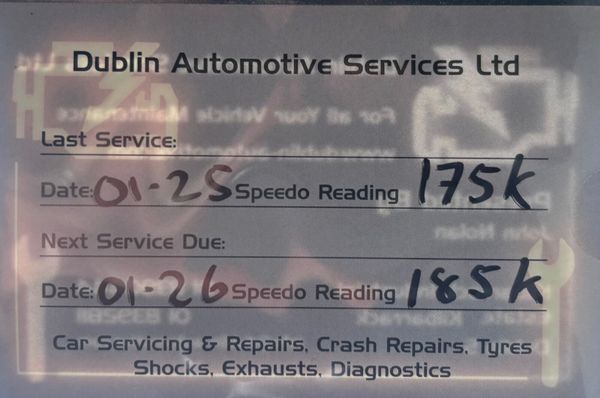 Dublin Automotive Services Ltd
Last Service:
Date: 01-25 Speedo Reading 175K
Next Service Due:
Date: 01-26 Speedo Reading 185K
Car Servicing & Repairs, Crash Repairs, Tyres
Shocks, Exhausts, Diagnostics